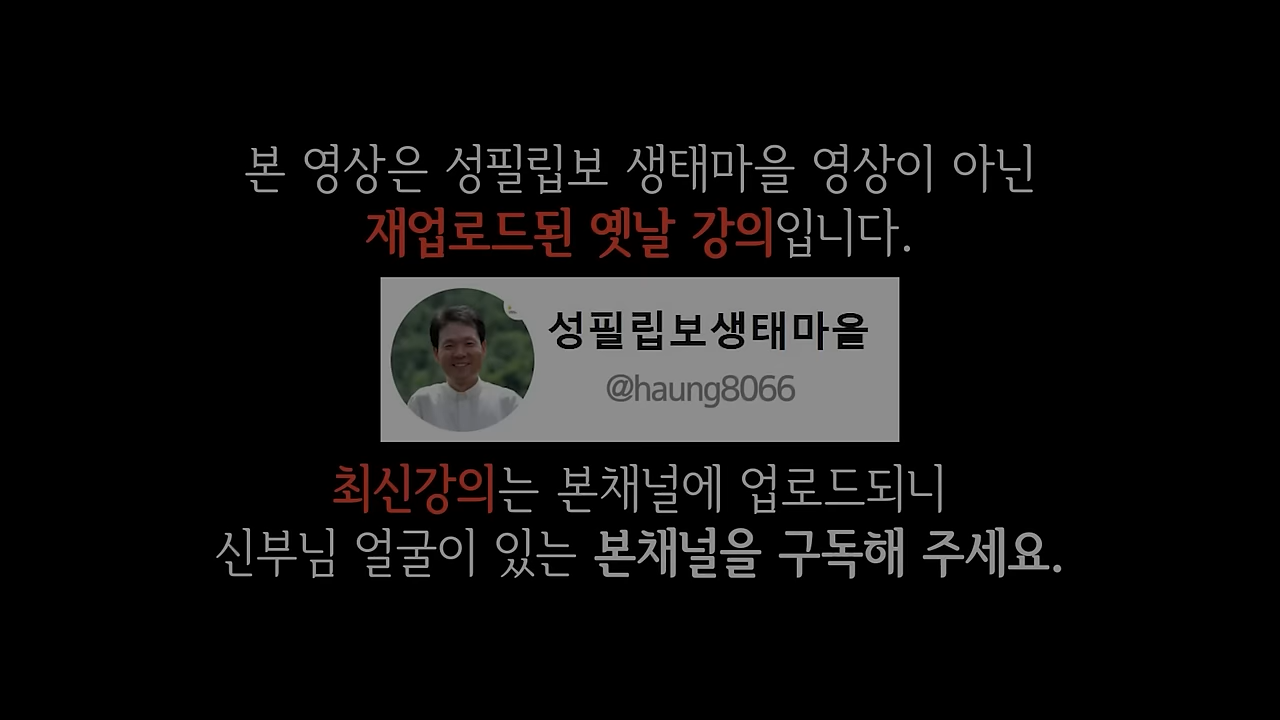 본 영상은 성필립보 생태마을 영상이 아닌
재업로드된 옛날 강의입니다.
성필립보생태마을
@haung8066
최신강의는 본채널에 업로드되니
신부님 얼굴이 있는 본채널을 구독해 주세요.